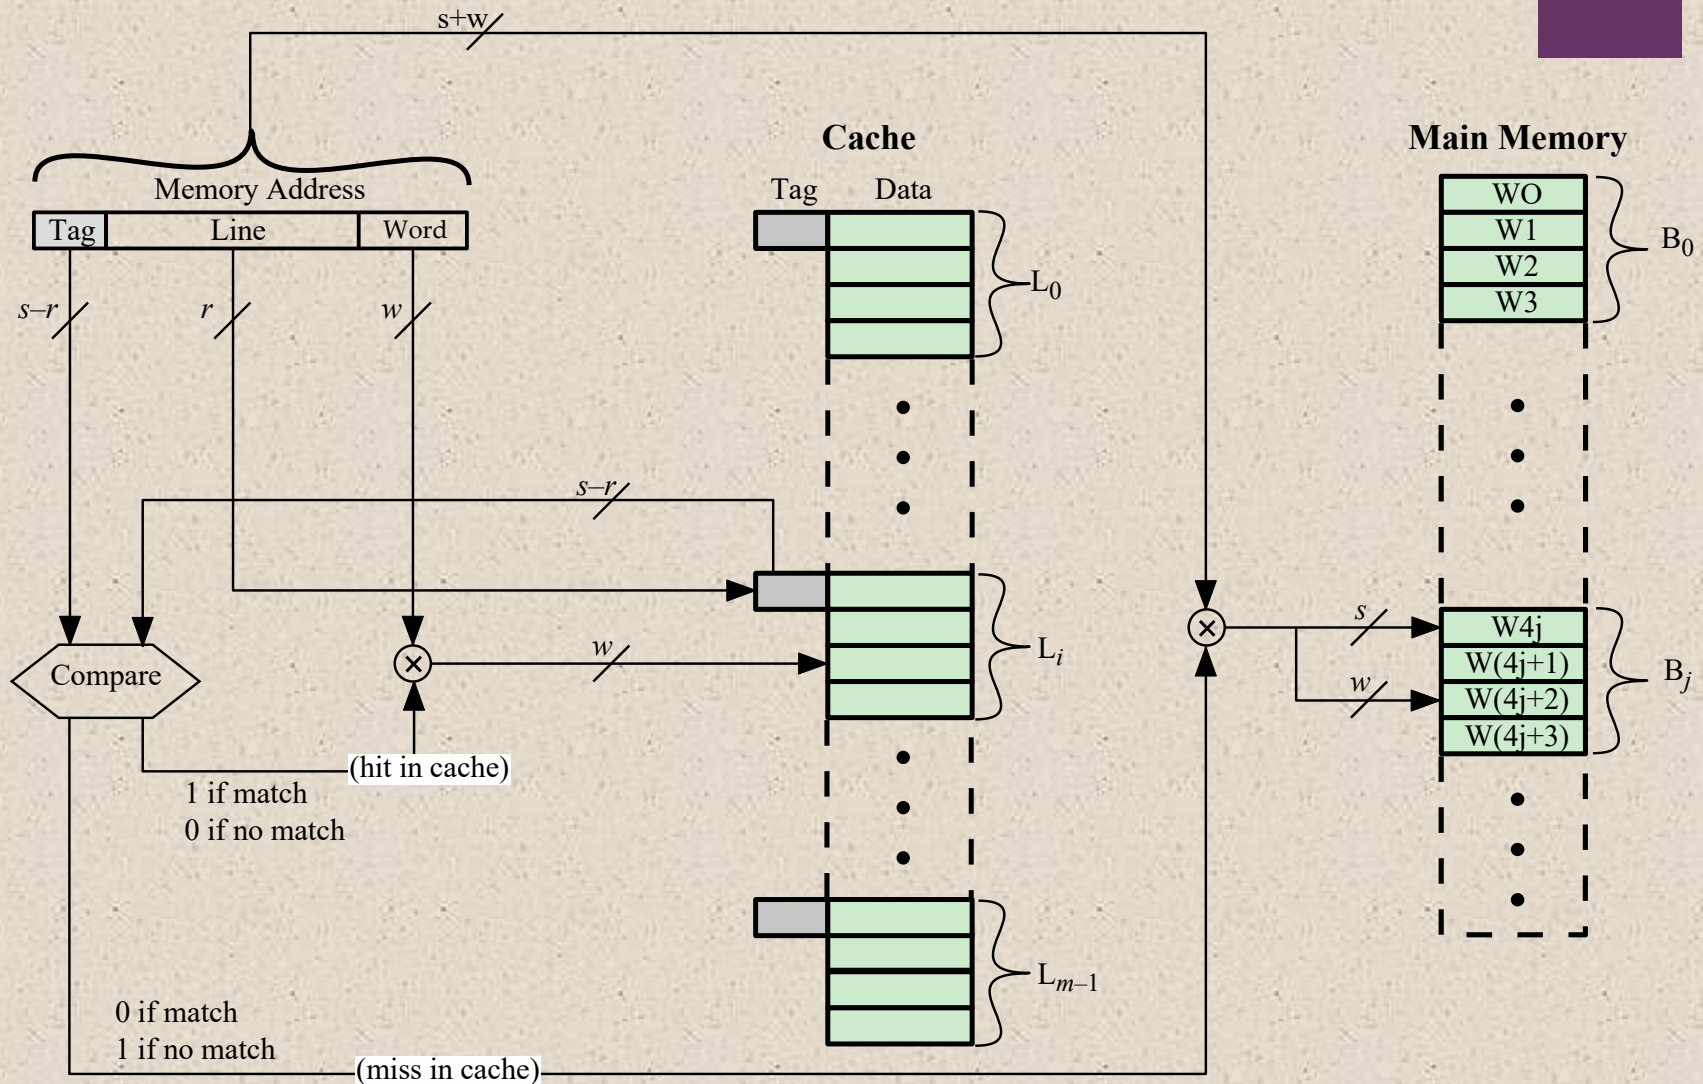 s+w
Cache
Main Memory
Memory Address
Tag Data
Tag Line Word
WO
W1
W2
W3
B0
L0
s–r
r
w
s–r
Li
Compare
w
s
w
W4j
W(4j+1)
W(4j+2)
W(4j+3)
Bj
(hit in cache)
1 if match
0 if no match
Lm–1
0 if match
1 if no match
(miss in cache)